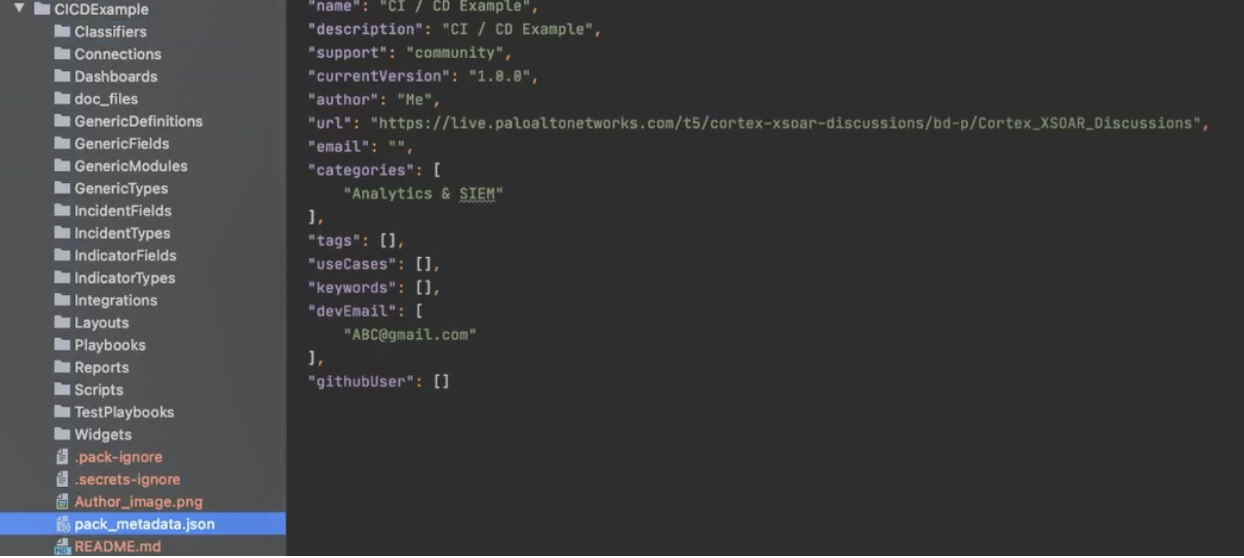 CICDExample
Classifiers
Connections
Dashboards
doc_files
GenericDefinitions
GenericFields
GenericModules
GenericTypes
IncidentFields
IncidentTypes
IndicatorFields
IndicatorTypes
Integrations
Layouts
Playbooks
Reports
Scripts
TestPlaybooks
Widgets
.pack-ignore
.secrets-ignore
Author_image.png
pack_metadata.json
README.md
"name": "CI / CD Example",
"description": "CI / CD Example",
"support": "community",
"currentVersion": "1.0.0",
"author": "Me",
"url": "https://live.paloaltonetworks.com/t5/cortex-xsoar-discussions/bd-p/Cortex_XSOAR_Discussions",
"email": "",
"categories": [
"Analytics & SIEM"
],
"tags": [],
"useCases": [],
"keywords": [],
"devEmail": [
"ABC@gmail.com"
],
"githubUser": []